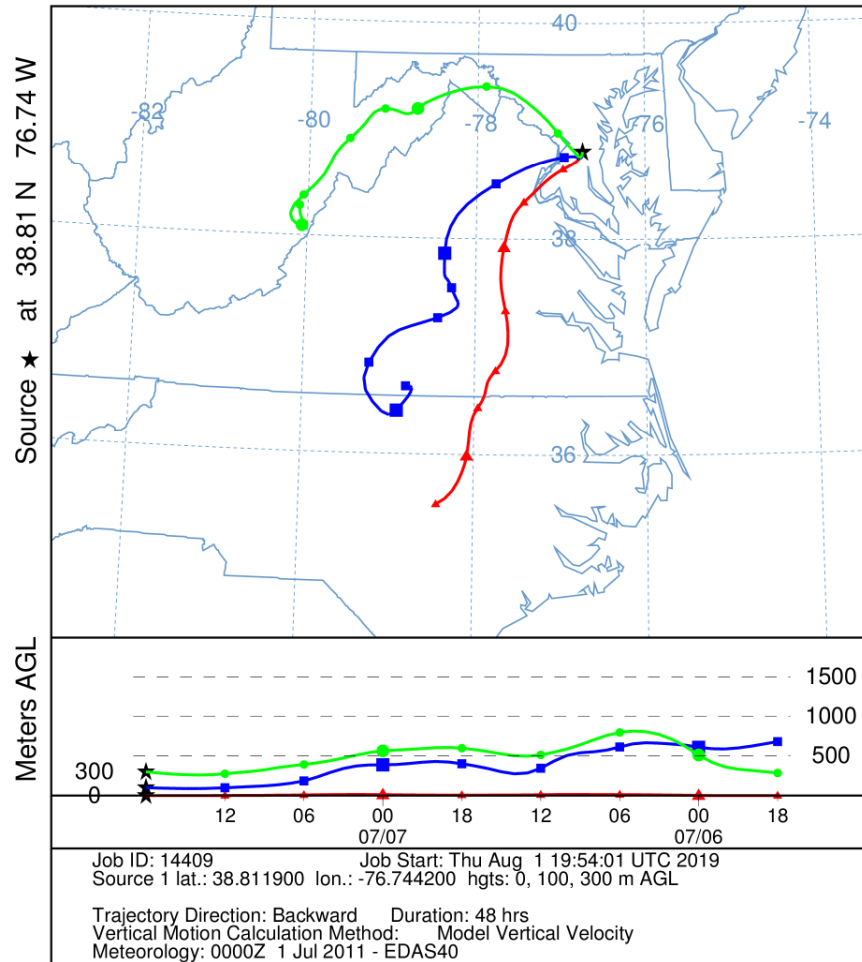 Source ★ at 38.81 N 76.74 W
40
-82
-80
-78
-76
-74
38
36
Meters AGL
1500
1000
500
300
0
12 06 00 18 12 06 00 18
07/07 07/06
Job ID: 14409 Job Start: Thu Aug 1 19:54:01 UTC 2019
Source 1 lat.: 38.811900 lon.: -76.744200 hgts: 0, 100, 300 m AGL
Trajectory Direction: Backward Duration: 48 hrs
Vertical Motion Calculation Method: Model Vertical Velocity
Meteorology: 0000Z 1 Jul 2011 - EDAS40